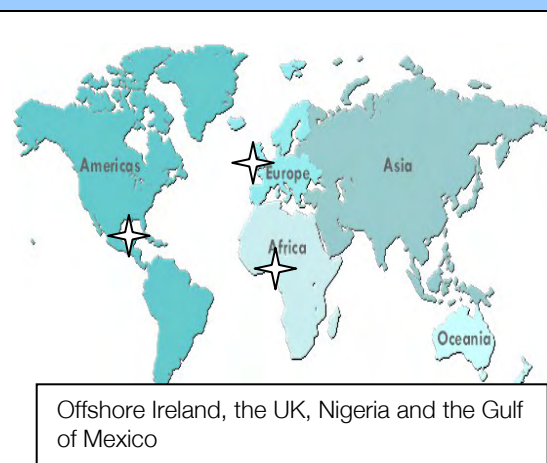 Americas
Europe
Asia
Africa
Oceania
Offshore Ireland, the UK, Nigeria and the Gulf
of Mexico